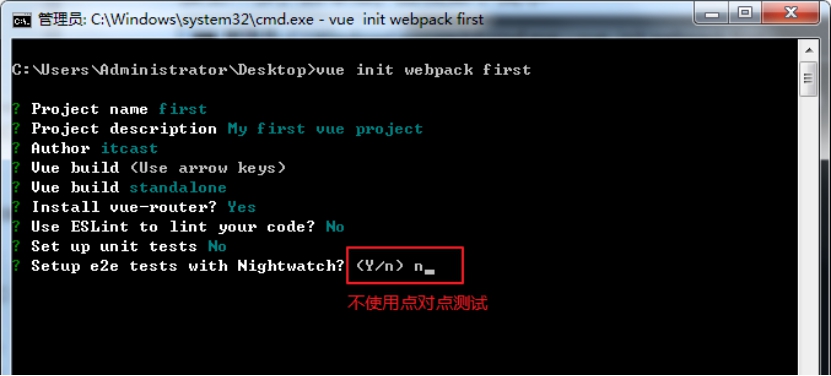 管理员: C:\Windows\system32\cmd.exe - vue  init webpack first
C:\Users\Administrator\Desktop>vue init webpack first
? Project name first
? Project description My first vue project
? Author itcast
? Vue build (Use arrow keys)
? Vue build standalone
? Install vue-router? Yes
? Use ESLint to lint your code? No
? Set up unit tests No
? Setup e2e tests with Nightwatch? (Y/n) n_
不使用点对点测试